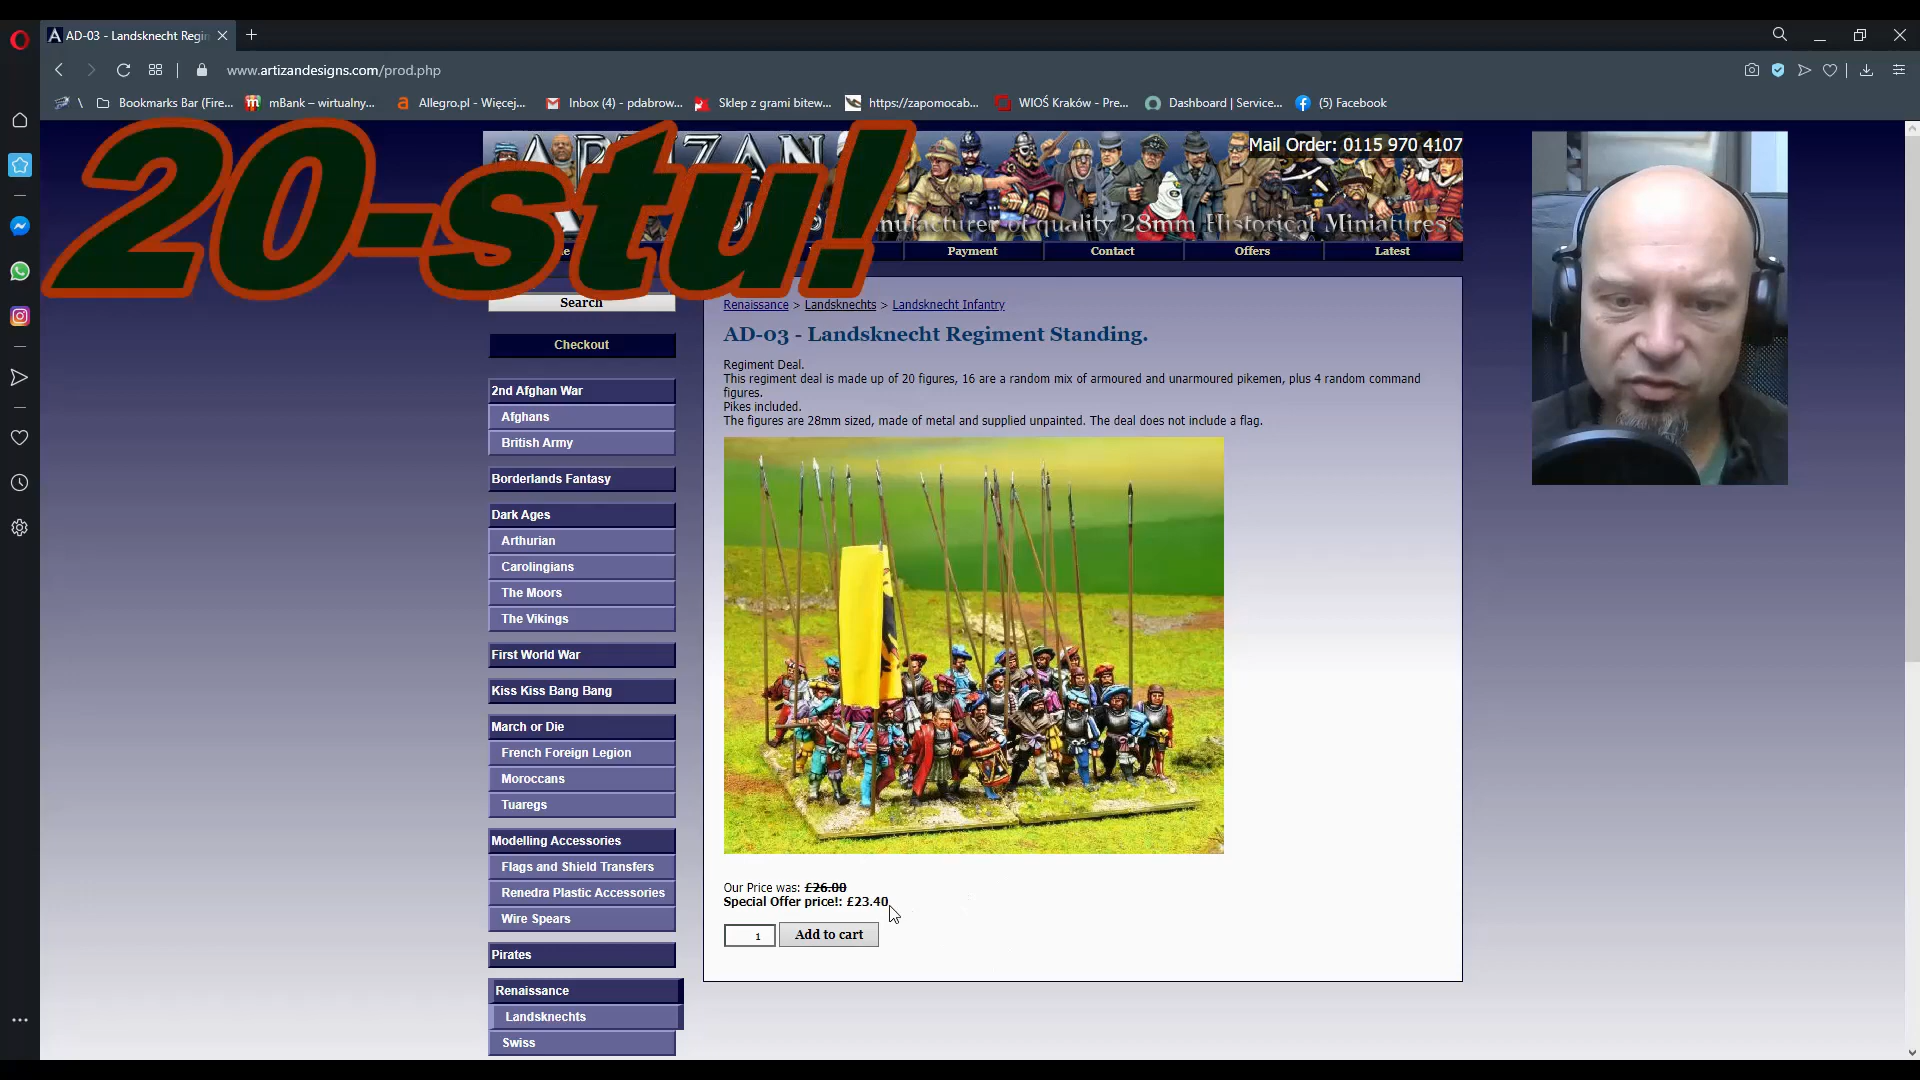 AD-03 - Landsknecht Regi
www.artizandesigns.com/prod.php
\ Bookmarks Bar (Fire... mBank – wirtualny... Allegro.pl - Więcej... Inbox (4) - pdabrow... Sklep z grami bitew... https://zapomocab... WIOŚ Kraków - Pre... Dashboard | Service... (5) Facebook
20-stu!
Mail Order: 0115 970 4107
of quality 28mm Historical Miniatures
Payment Contact Offers Latest
Search
Checkout
2nd Afghan War
Afghans
British Army
Borderlands Fantasy
Dark Ages
Arthurian
Carolingians
The Moors
The Vikings
First World War
Kiss Kiss Bang Bang
March or Die
French Foreign Legion
Moroccans
Tuaregs
Modelling Accessories
Flags and Shield Transfers
Renedra Plastic Accessories
Wire Spears
Pirates
Renaissance
Landsknechts
Swiss
Renaissance > Landsknechts > Landsknecht Infantry
AD-03 - Landsknecht Regiment Standing.
Regiment Deal.
This regiment deal is made up of 20 figures, 16 are a random mix of armoured and unarmoured pikemen, plus 4 random command
figures.
Pikes included.
The figures are 28mm sized, made of metal and supplied unpainted. The deal does not include a flag.
Our Price was: £26.00
Special Offer price!: £23.40
1 Add to cart